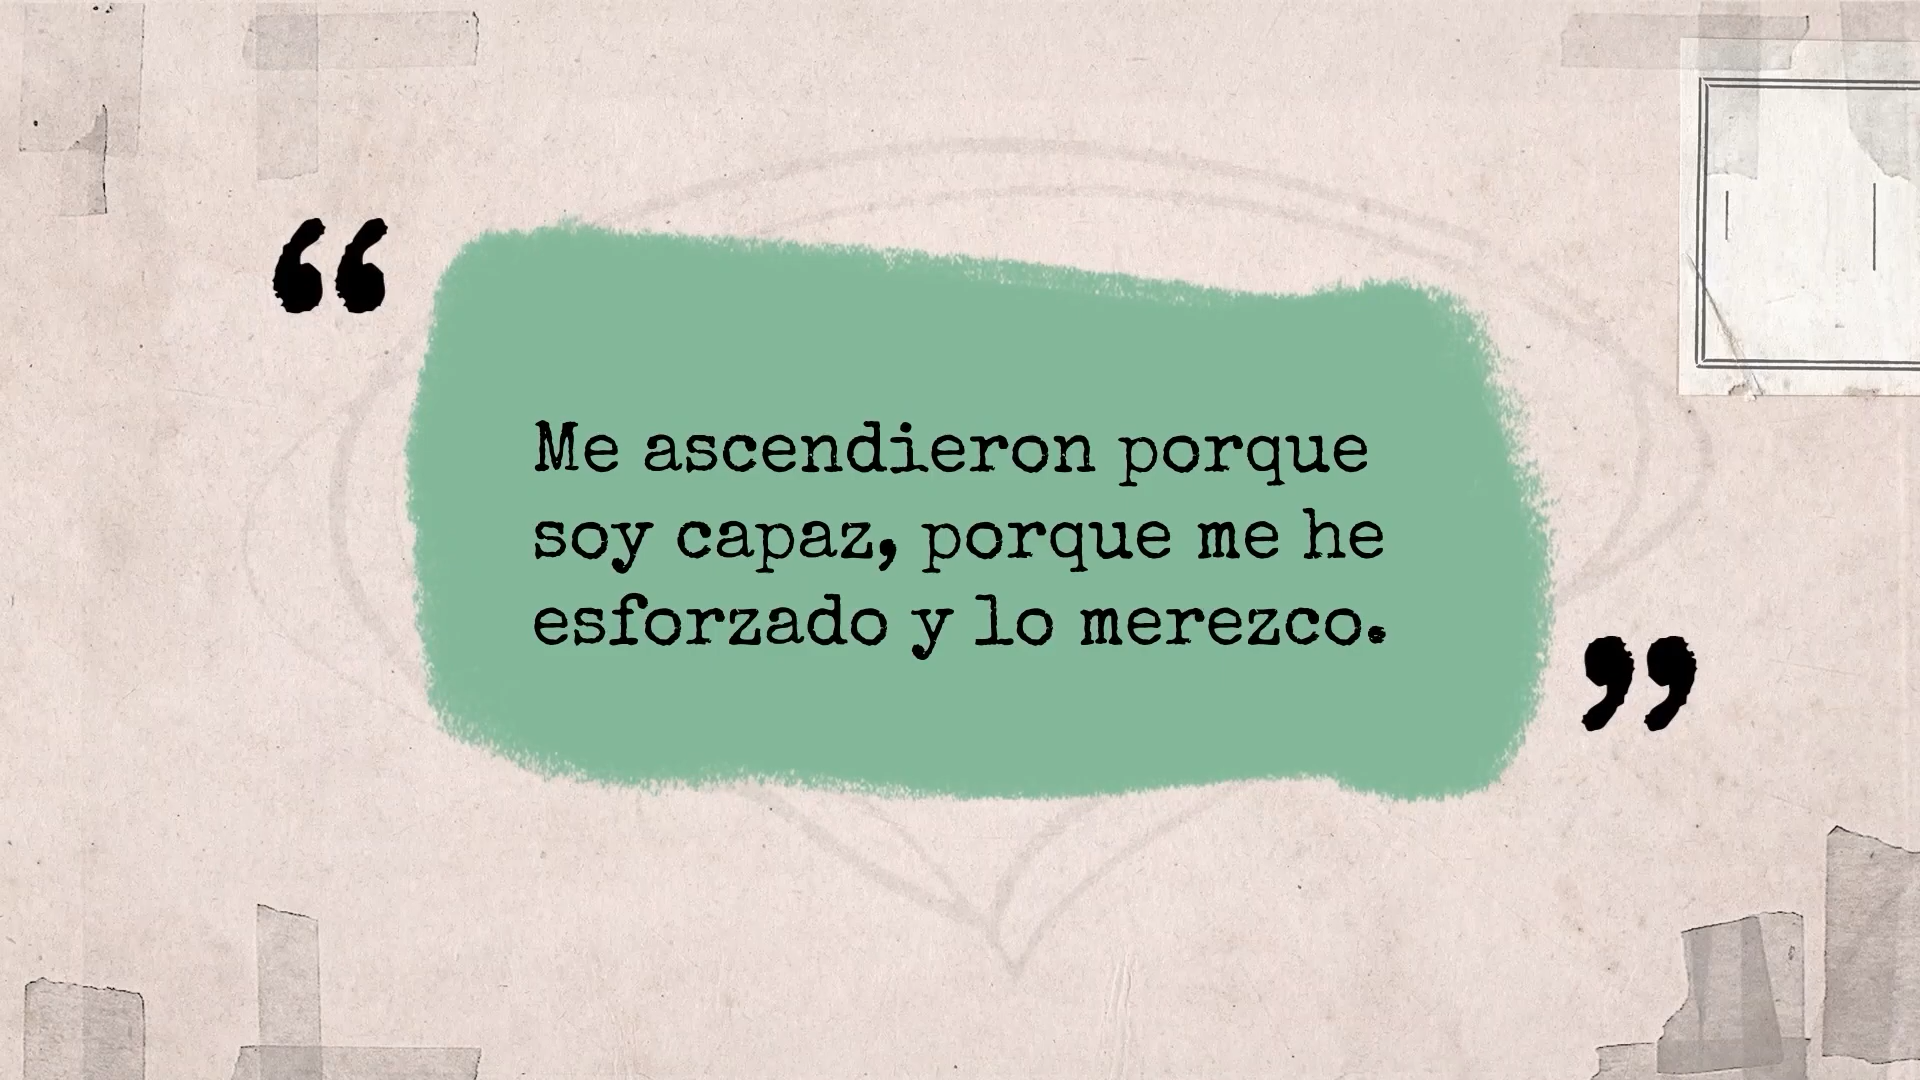 “
Me ascendieron porque
soy capaz, porque me he
esforzado y lo merezco.
”